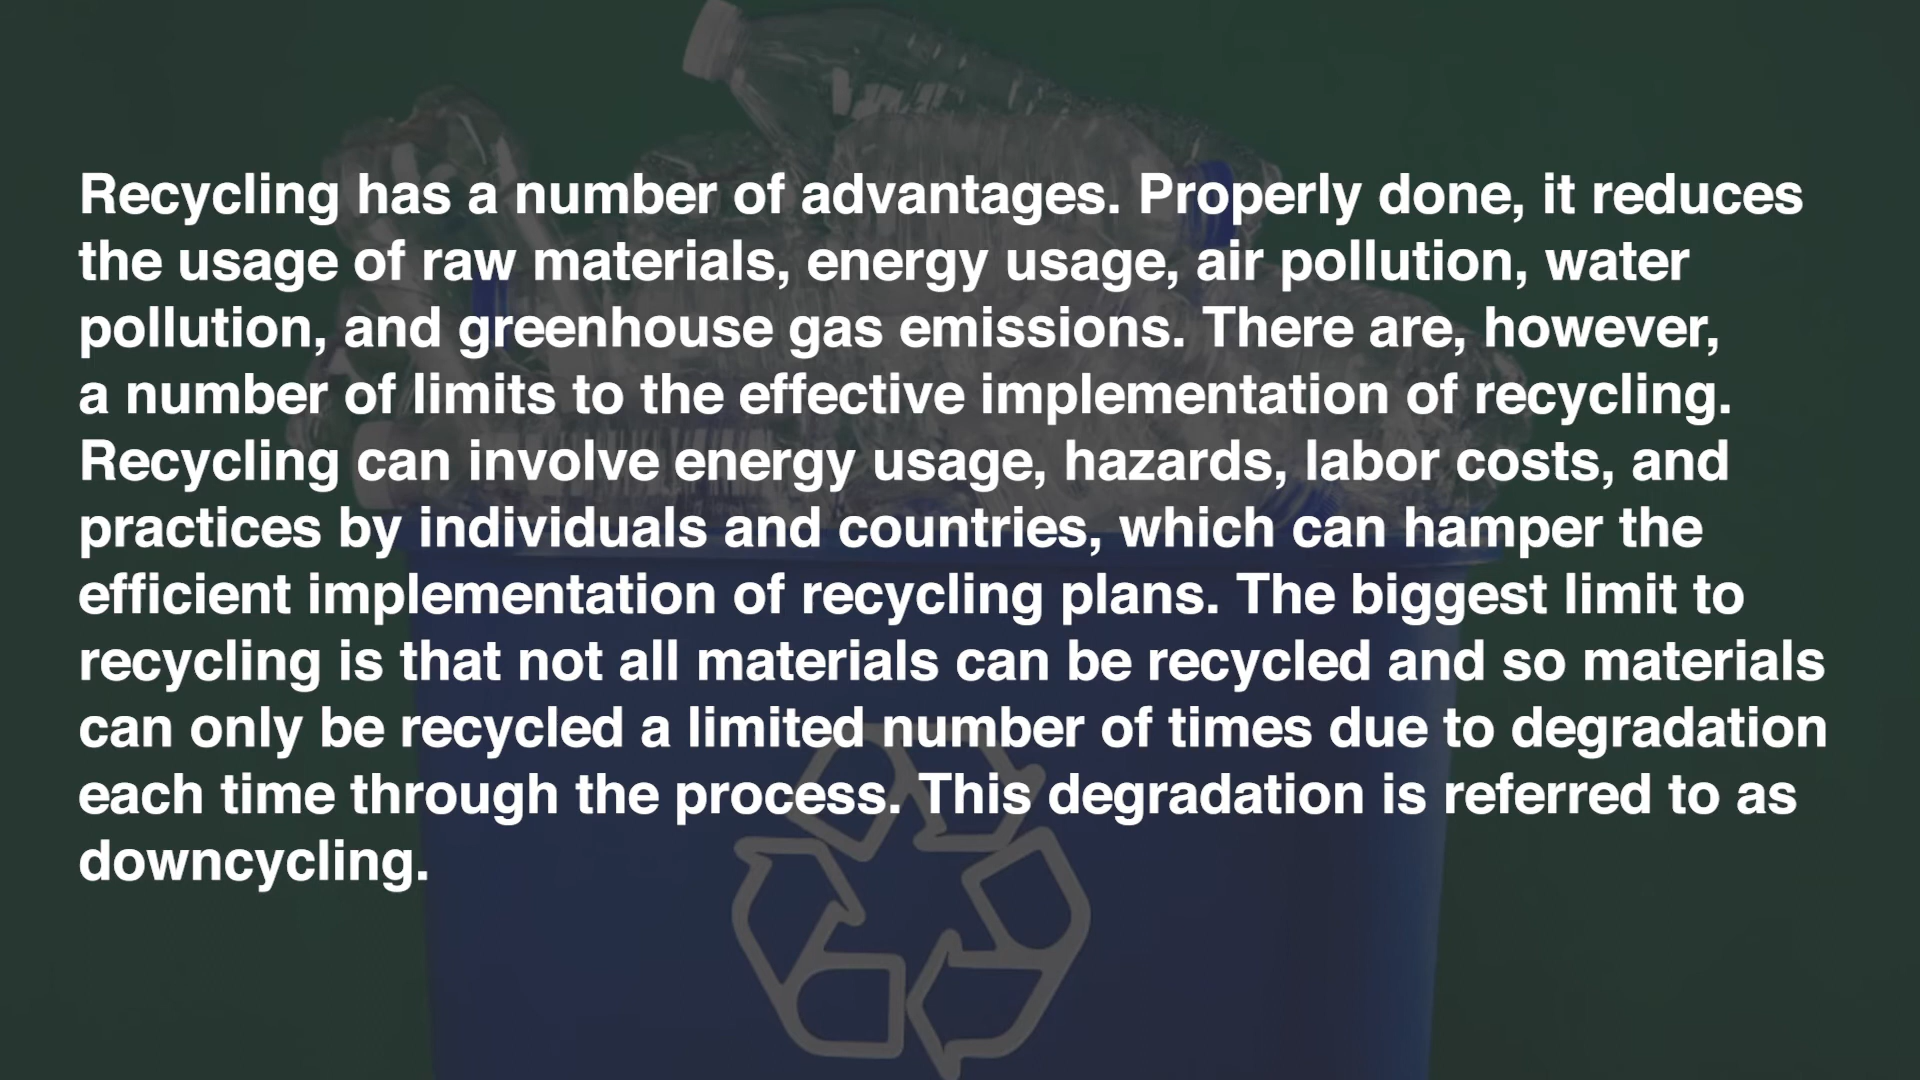 Recycling has a number of advantages. Properly done, it reduces
the usage of raw materials, energy usage, air pollution, water
pollution, and greenhouse gas emissions. There are, however,
a number of limits to the effective implementation of recycling.
Recycling can involve energy usage, hazards, labor costs, and
practices by individuals and countries, which can hamper the
efficient implementation of recycling plans. The biggest limit to
recycling is that not all materials can be recycled and so materials
can only be recycled a limited number of times due to degradation
each time through the process. This degradation is referred to as
downcycling.